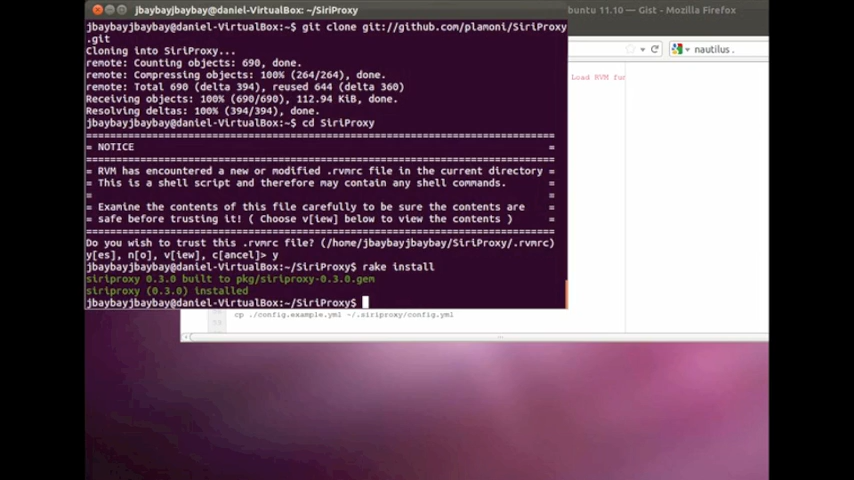 jbaybayjbaybay@daniel-VirtualBox: ~/SiriProxy
buntu 11.10 — Gist - Mozilla Firefox
jbaybayjbaybay@daniel-VirtualBox:~$ git clone git://github.com/plamoni/SiriProxy
.git
Cloning into SiriProxy...
remote: Counting objects: 690, done.
remote: Compressing objects: 100% (264/264), done.
remote: Total 690 (delta 394), reused 644 (delta 360)
Receiving objects: 100% (690/690), 112.94 KiB, done.
Resolving deltas: 100% (394/394), done.
jbaybayjbaybay@daniel-VirtualBox:~$ cd SiriProxy
==============================================================================
= NOTICE =
==============================================================================
= RVM has encountered a new or modified .rvmrc file in the current directory =
= This is a shell script and therefore may contain any shell commands. =
= =
= Examine the contents of this file carefully to be sure the contents are =
= safe before trusting it! ( Choose v[iew] below to view the contents ) =
==============================================================================
Do you wish to trust this .rvmrc file? (/home/jbaybayjbaybay/SiriProxy/.rvmrc)
y[es], n[o], v[iew], c[ancel]> y
jbaybayjbaybay@daniel-VirtualBox:~/SiriProxy$ rake install
siriproxy 0.3.0 built to pkg/siriproxy-0.3.0.gem
siriproxy (0.3.0) installed
jbaybayjbaybay@daniel-VirtualBox:~/SiriProxy$
nautilus .
Load RVM fun
cp ./config.example.yml ~/.siriproxy/config.yml